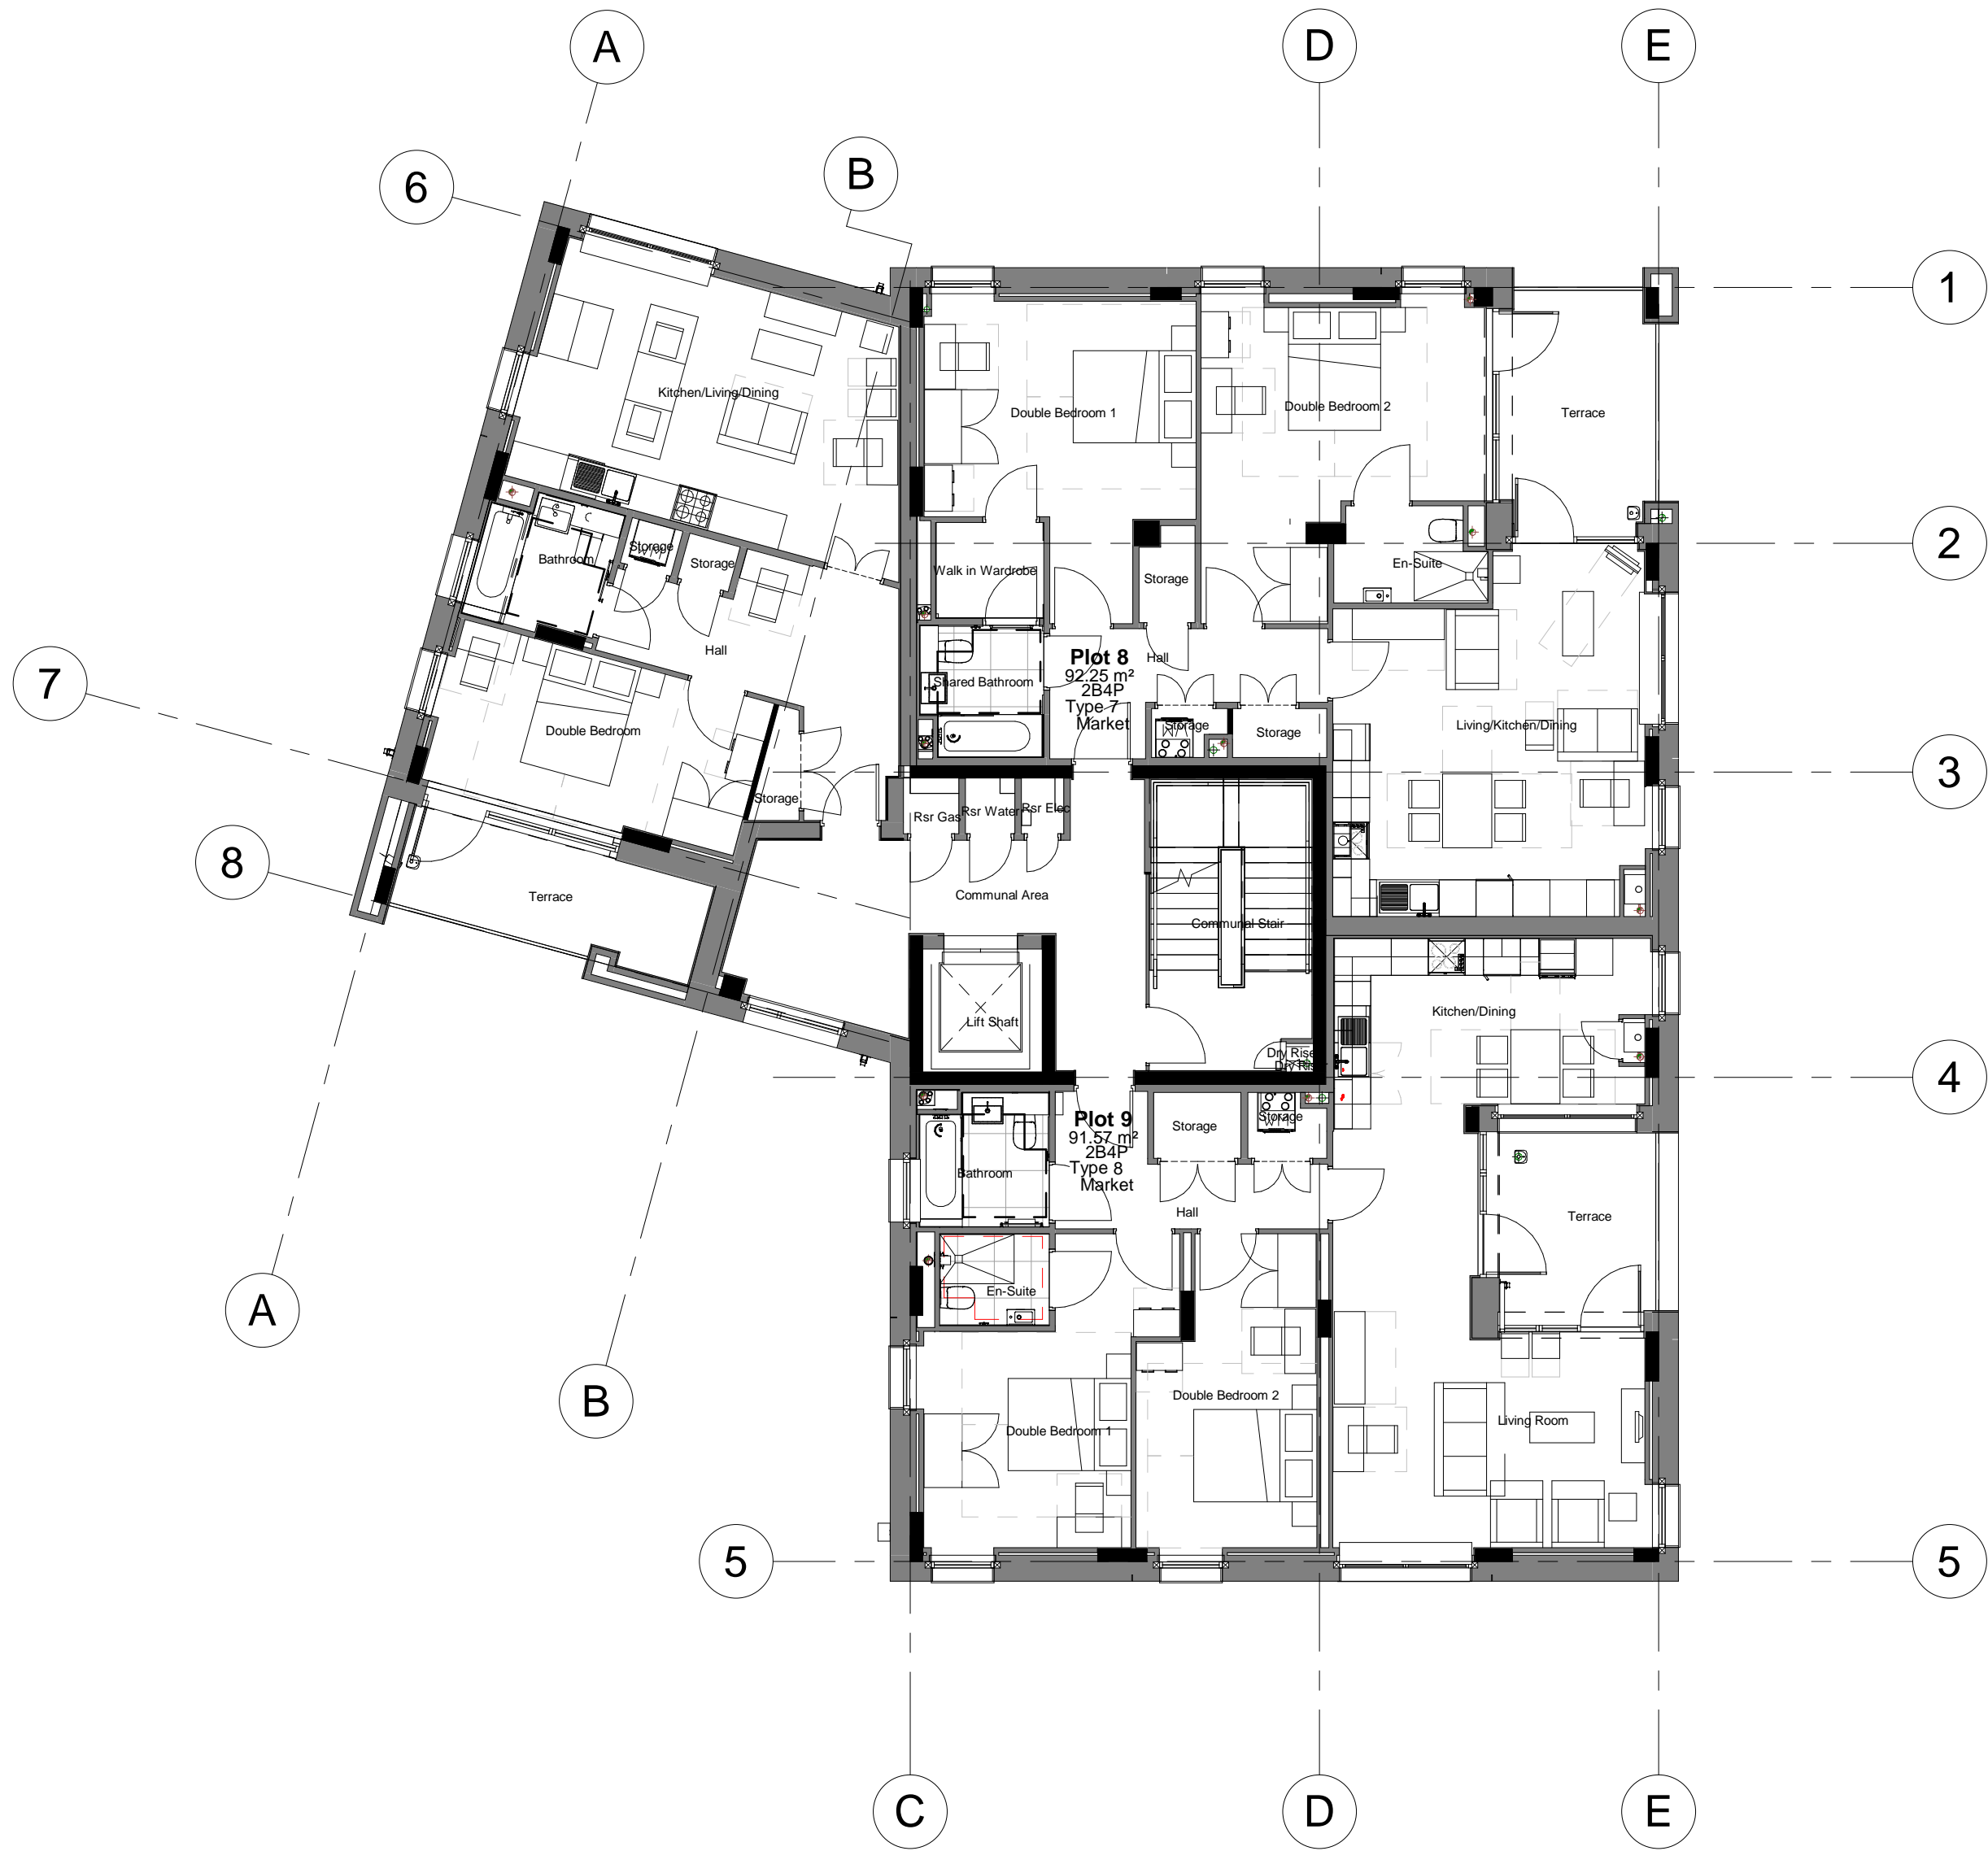 A
D
E
B
6
1
Kitchen/Living/Dining
Double Bedroom 1
Double Bedroom 2
Terrace
2
Storage
Bathroom
Storage
Walk in Wardrobe
Storage
En-Suite
Hall
7
Plot 8
92.25 m²
2B4P
Type 7
Market
Hall
Shared Bathroom
Double Bedroom
Storage
Storage
Living/Kitchen/Dining
3
Storage
Rsr Gas
Rsr Water
Rsr Elec
8
Terrace
Communal Area
Communal Stair
Lift Shaft
Kitchen/Dining
Dry Rise
4
Plot 9
91.57 m²
2B4P
Type 8
Market
Storage
Storage
Bathroom
Hall
Terrace
A
En-Suite
B
Double Bedroom 1
Double Bedroom 2
Living Room
5
5
C
D
E